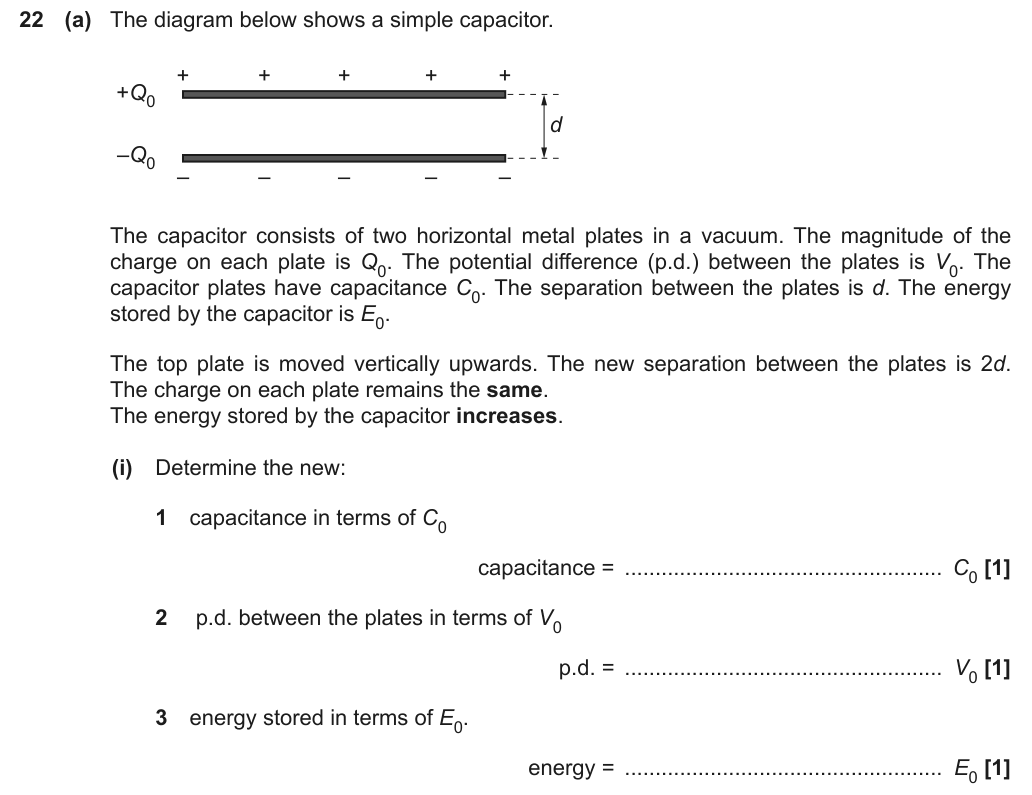 22 (a) The diagram below shows a simple capacitor.
+ + + + +
+Q0
d
–Q0
– – – – –
The capacitor consists of two horizontal metal plates in a vacuum. The magnitude of the
charge on each plate is Q0. The potential difference (p.d.) between the plates is V0. The
capacitor plates have capacitance C0. The separation between the plates is d. The energy
stored by the capacitor is E0.
The top plate is moved vertically upwards. The new separation between the plates is 2d.
The charge on each plate remains the same.
The energy stored by the capacitor increases.
(i) Determine the new:
1 capacitance in terms of C0
capacitance = .................................................... C0 [1]
2 p.d. between the plates in terms of V0
p.d. = .................................................... V0 [1]
3 energy stored in terms of E0.
energy = .................................................... E0 [1]